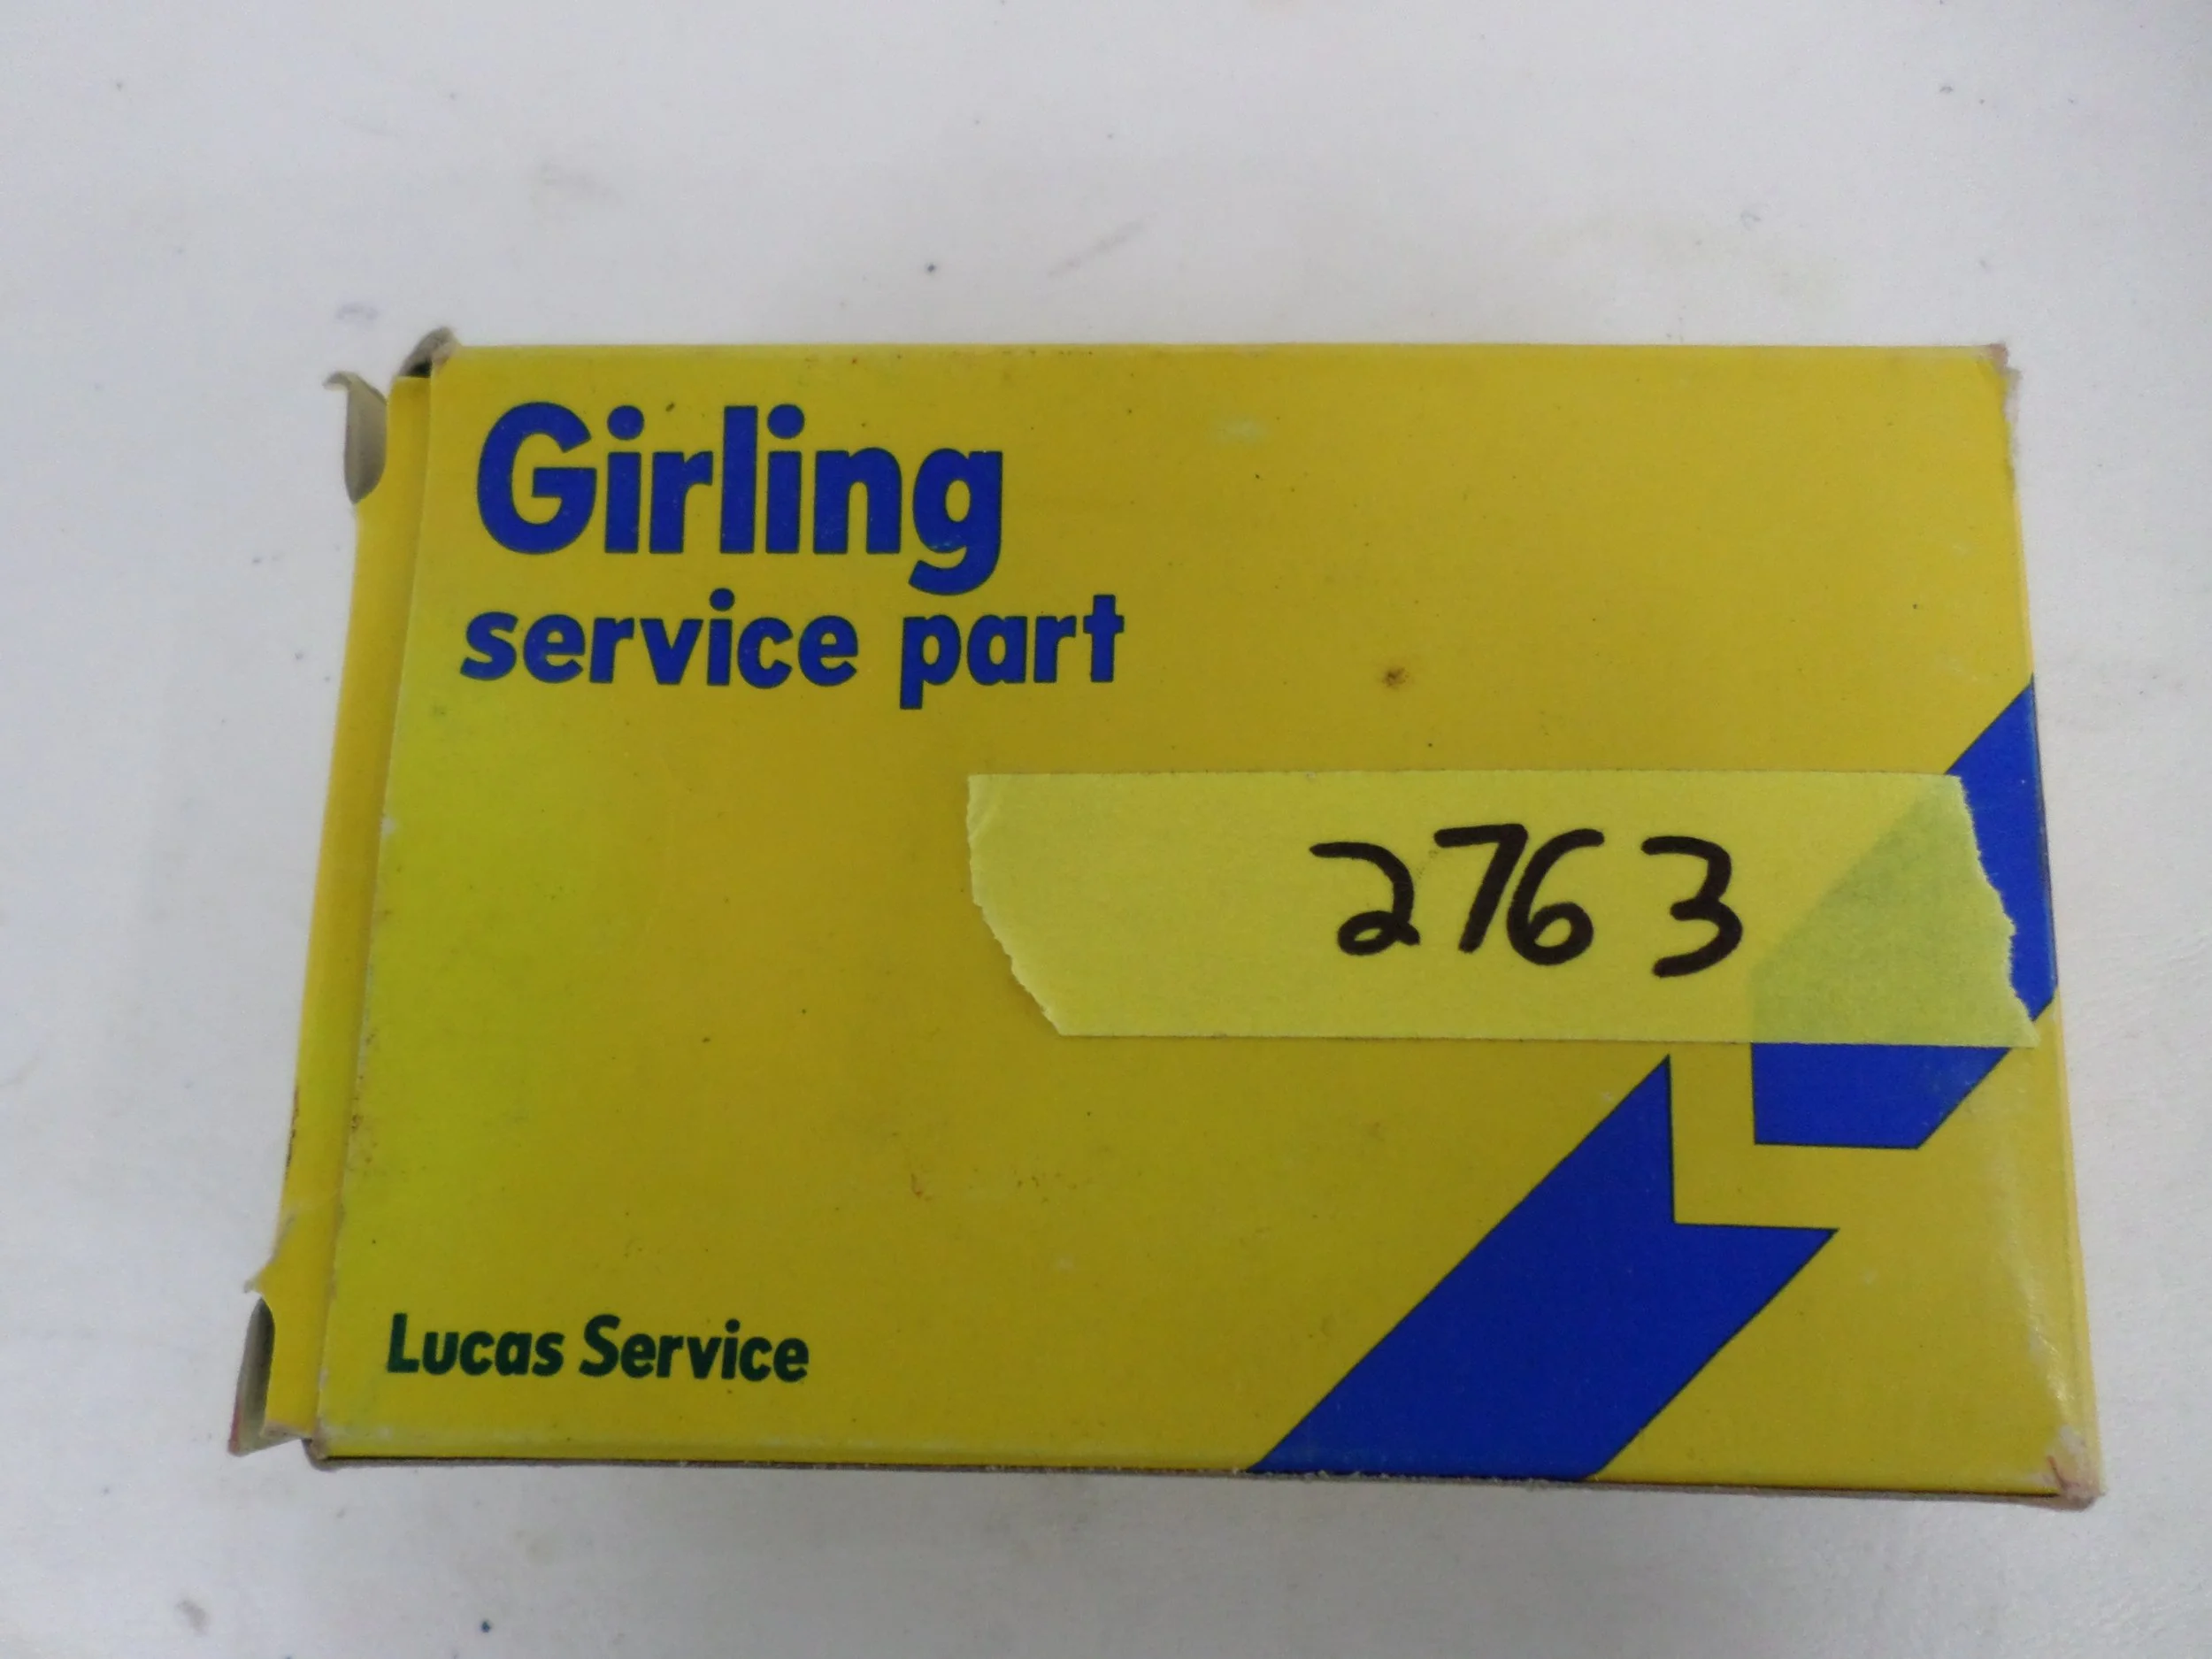 Girling
service part
2763
Lucas Service